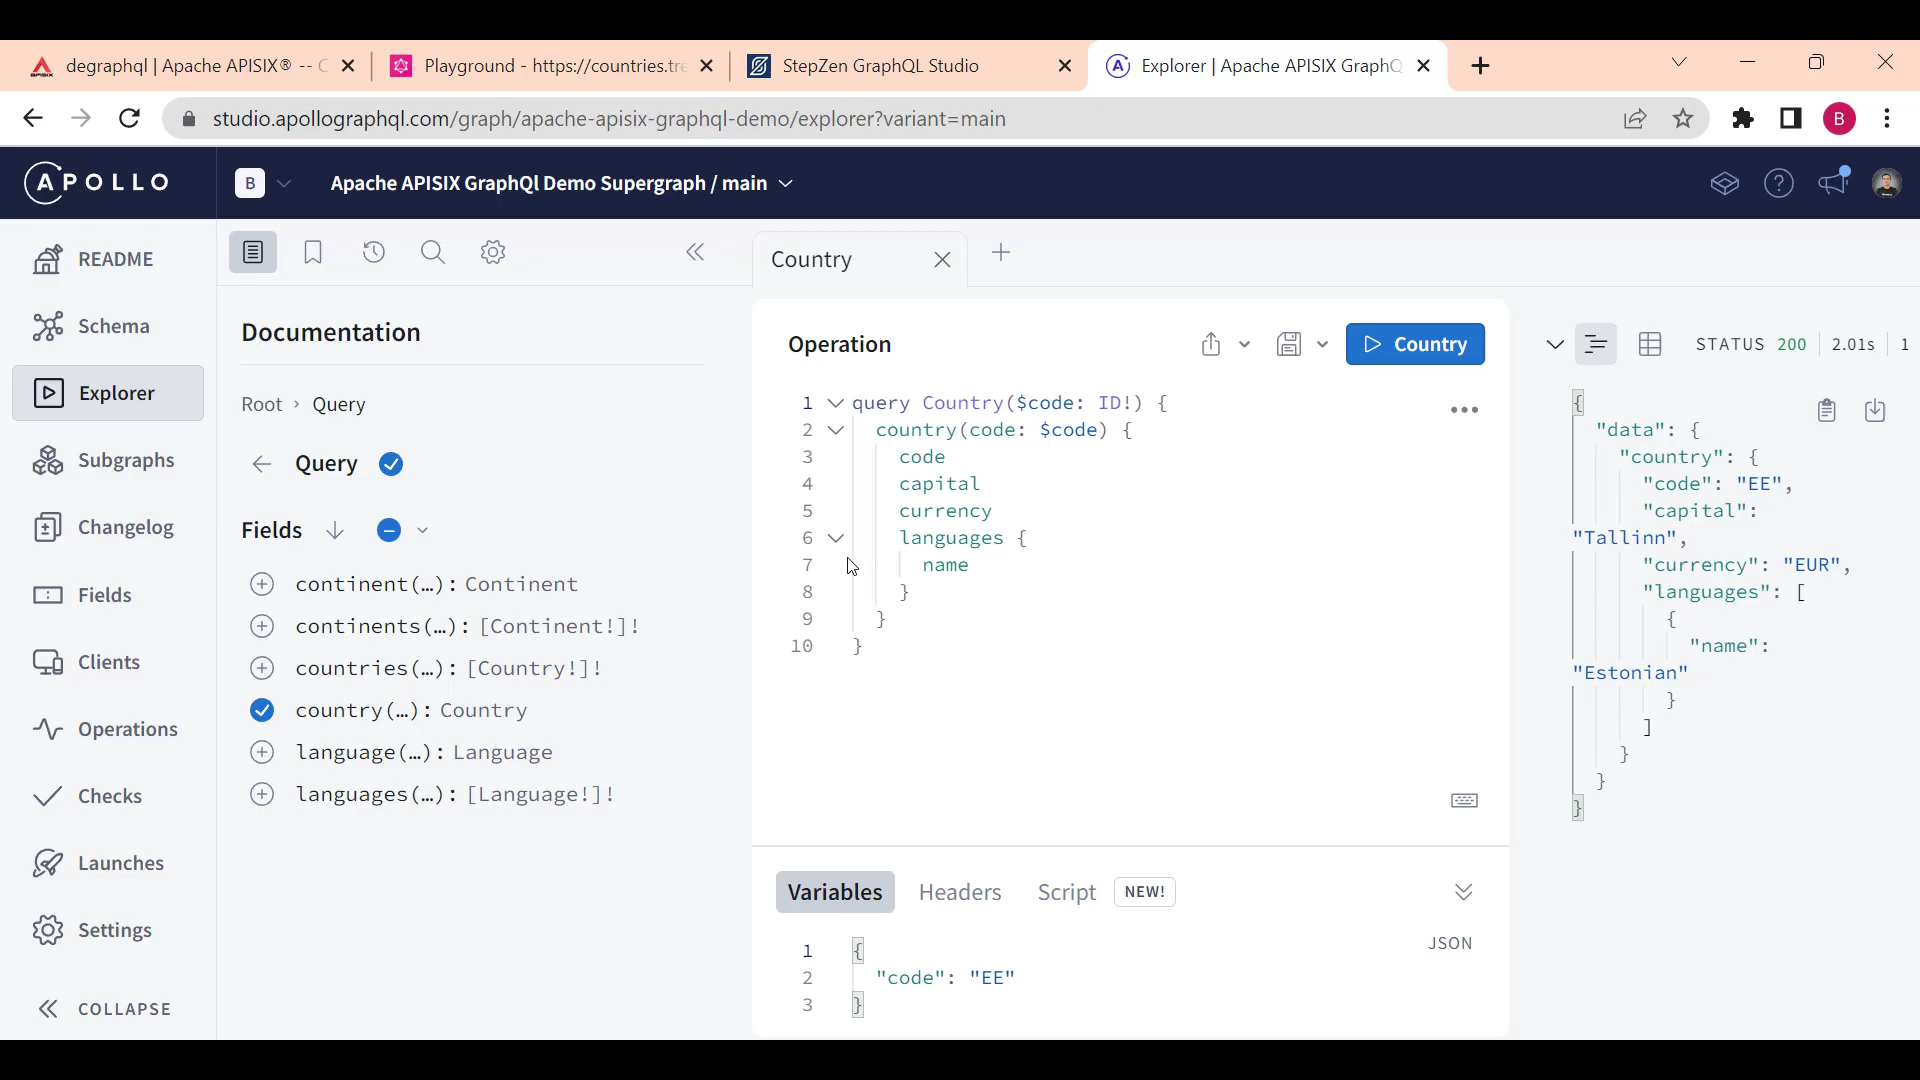 degraphql | Apache APISIX® -- C
Playground - https://countries.tre
StepZen GraphQL Studio
Explorer | Apache APISIX GraphQ
studio.apollographql.com/graph/apache-apisix-graphql-demo/explorer?variant=main
B
APOLLO
B
Apache APISIX GraphQl Demo Supergraph / main
README
Schema
Explorer
Subgraphs
Changelog
Fields
Clients
Operations
Checks
Launches
Settings
COLLAPSE
Documentation
Root › Query
Query
Fields
continent(…): Continent
continents(…): [Continent!]!
countries(…): [Country!]!
country(…): Country
language(…): Language
languages(…): [Language!]!
Country
Operation
Country
1 query Country($code: ID!) {
2 country(code: $code) {
3 code
4 capital
5 currency
6 languages {
7 name
8 }
9 }
10 }
Variables Headers Script NEW!
JSON
1 {
2 "code": "EE"
3 }
STATUS 200 2.01s 1
{
"data": {
"country": {
"code": "EE",
"capital":
"Tallinn",
"currency": "EUR",
"languages": [
{
"name":
"Estonian"
}
]
}
}
}